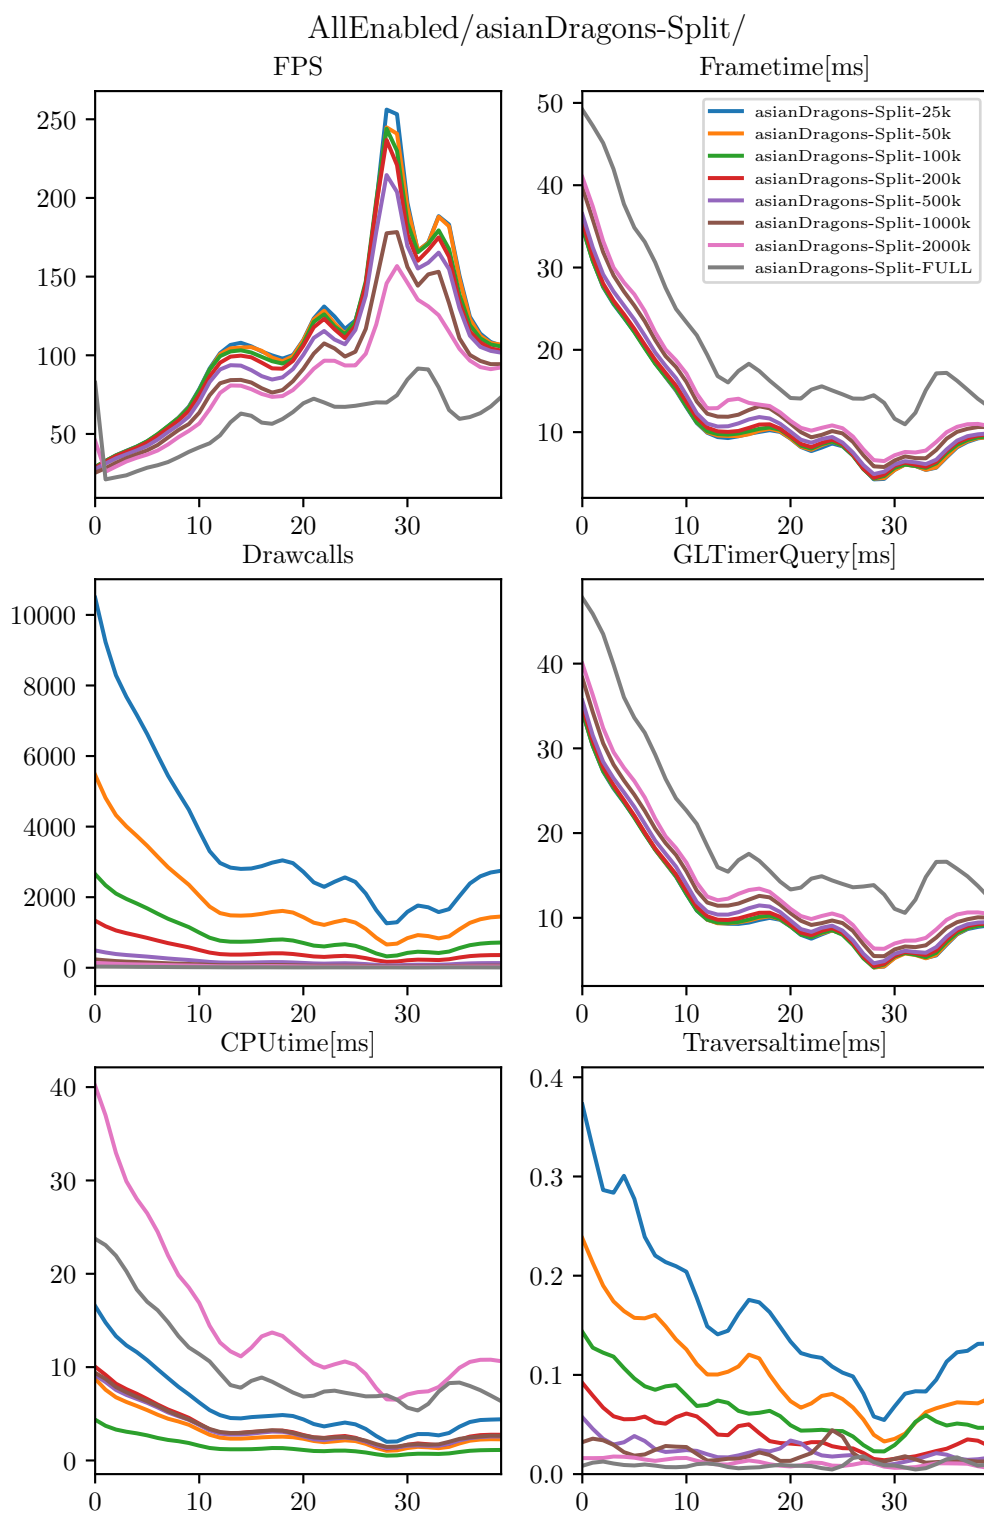 AllEnabled/asianDragons-Split/
FPS
Frametime[ms]
250
200
150
100
50
0 10 20 30
50
40
30
20
10
0 10 20 30
asianDragons-Split-25k
asianDragons-Split-50k
asianDragons-Split-100k
asianDragons-Split-200k
asianDragons-Split-500k
asianDragons-Split-1000k
asianDragons-Split-2000k
asianDragons-Split-FULL
Drawcalls
GLTimerQuery[ms]
10000
8000
6000
4000
2000
0
0 10 20 30
40
30
20
10
0 10 20 30
CPUtime[ms]
Traversaltime[ms]
40
30
20
10
0
0 10 20 30
0.4
0.3
0.2
0.1
0.0
0 10 20 30